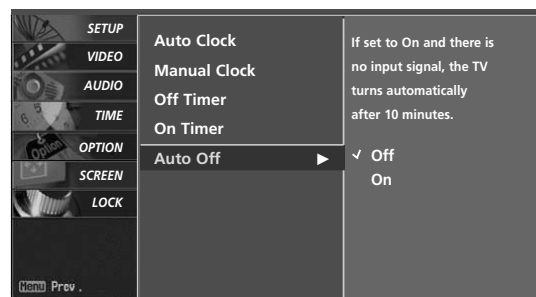 SETUP
VIDEO
AUDIO
TIME
OPTION
SCREEN
LOCK
Menu Prev .
Auto Clock
Manual Clock
Off Timer
On Timer
Auto Off ►
If set to On and there is
no input signal, the TV
turns automatically
after 10 minutes.
✓ Off
On